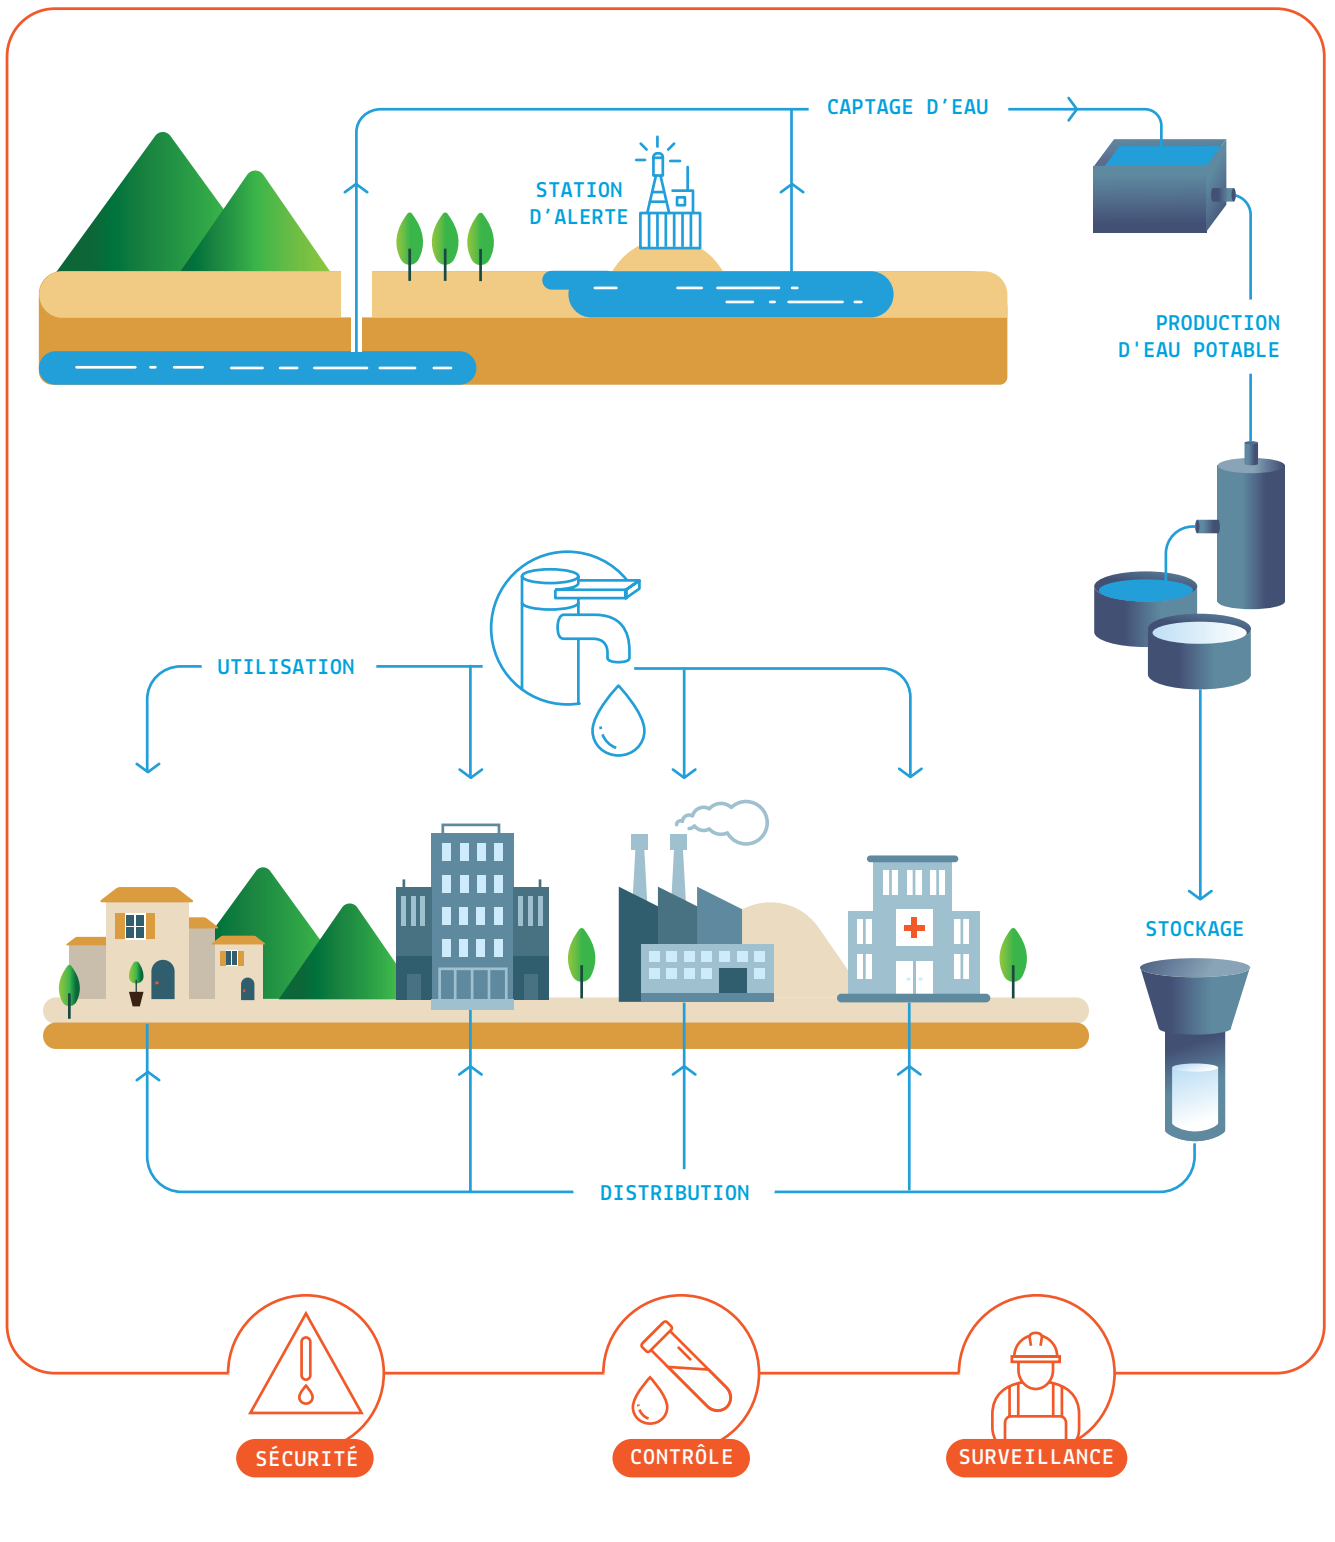 CAPTAGE D’EAU
STATION
D’ALERTE
PRODUCTION
D'EAU POTABLE
UTILISATION
STOCKAGE
DISTRIBUTION
SÉCURITÉ
CONTRÔLE
SURVEILLANCE